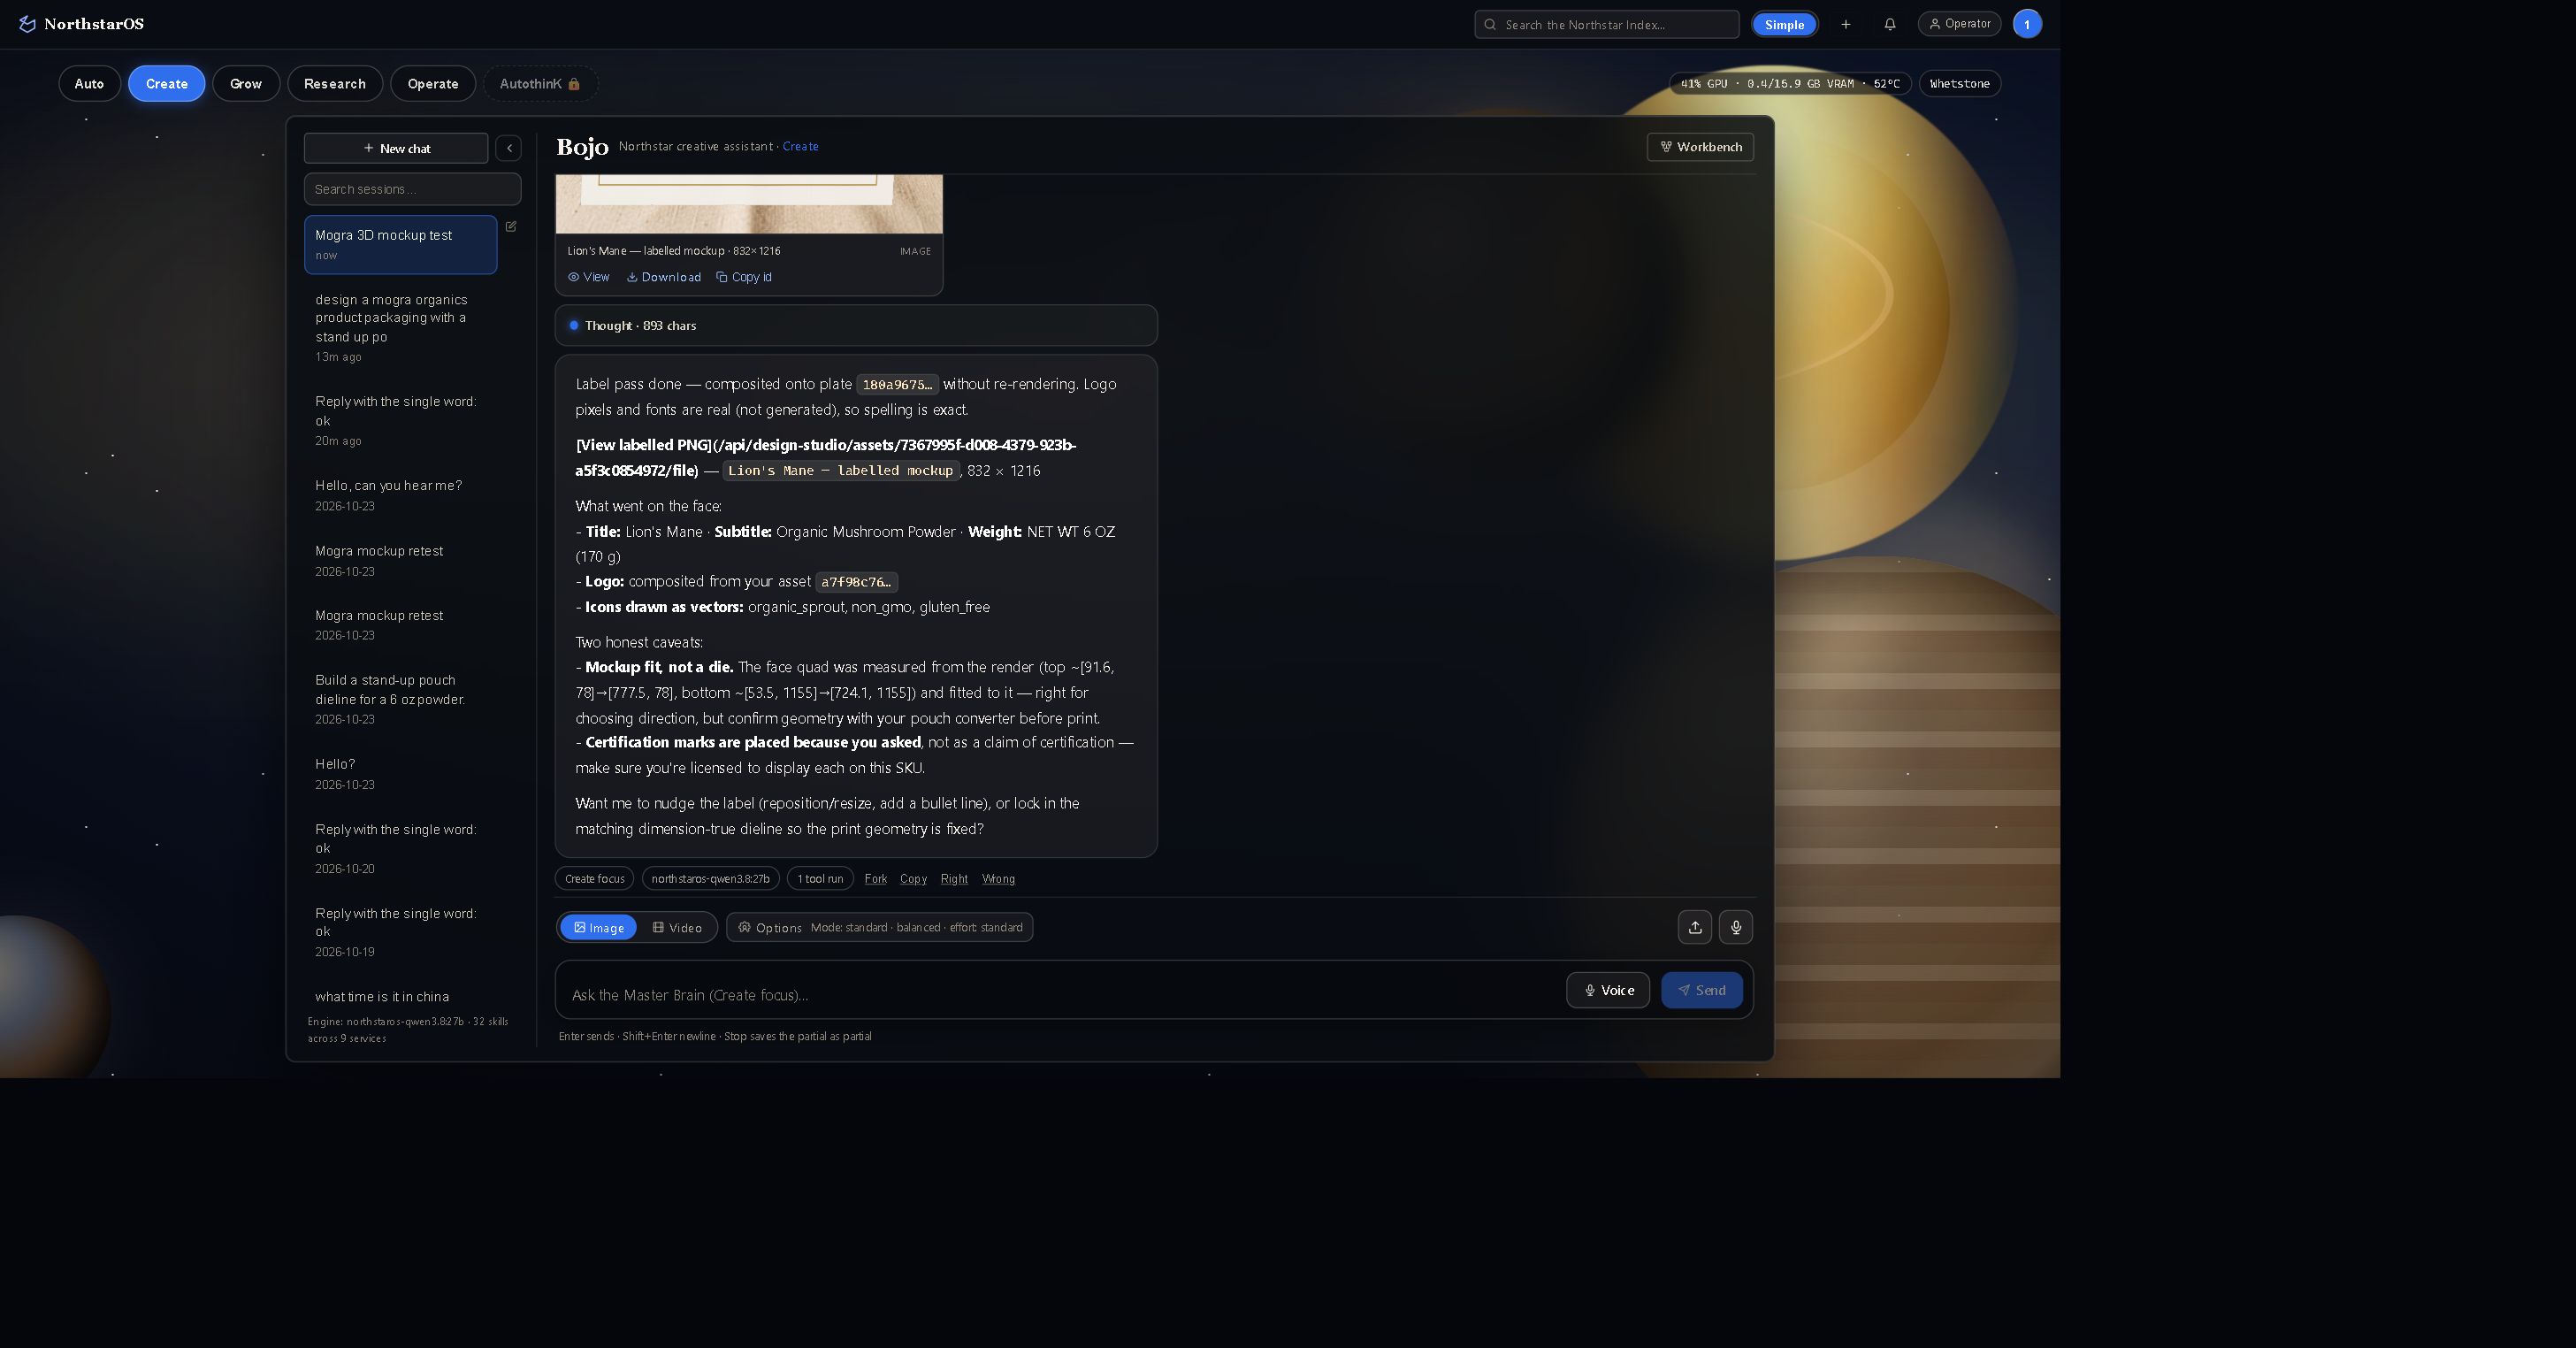 NorthstarOS
Search the Northstar Index...
Simple
Operator
1
Auto
Create
Grow
Research
Operate
AutothinK
41% GPU · 0.4/15.9 GB VRAM · 52°C
Whetstone
+ New chat
Search sessions...
Mogra 3D mockup test
now
design a mogra organics
product packaging with a
stand up po
13m ago
Reply with the single word:
ok
20m ago
Hello, can you hear me?
2026-10-23
Mogra mockup retest
2026-10-23
Mogra mockup retest
2026-10-23
Build a stand-up pouch
dieline for a 6 oz powder.
2026-10-23
Hello?
2026-10-23
Reply with the single word:
ok
2026-10-20
Reply with the single word:
ok
2026-10-19
what time is it in china
Engine: northstaros-qwen3.8:27b · 32 skills
across 9 services
Bojo
Northstar creative assistant · Create
Workbench
Lion's Mane — labelled mockup · 832×1216
IMAGE
View
Download
Copy id
Thought · 893 chars
Label pass done — composited onto plate 180a9675… without re-rendering. Logo
pixels and fonts are real (not generated), so spelling is exact.
[View labelled PNG](/api/design-studio/assets/7367995f-d008-4379-923b-
a5f3c0854972/file) — Lion's Mane — labelled mockup, 832 × 1216
What went on the face:
- Title: Lion's Mane · Subtitle: Organic Mushroom Powder · Weight: NET WT 6 OZ
(170 g)
- Logo: composited from your asset a7f98c76…
- Icons drawn as vectors: organic_sprout, non_gmo, gluten_free
Two honest caveats:
- Mockup fit, not a die. The face quad was measured from the render (top ~[91.6,
78]→[777.5, 78], bottom ~[53.5, 1155]→[724.1, 1155]) and fitted to it — right for
choosing direction, but confirm geometry with your pouch converter before print.
- Certification marks are placed because you asked, not as a claim of certification —
make sure you're licensed to display each on this SKU.
Want me to nudge the label (reposition/resize, add a bullet line), or lock in the
matching dimension-true dieline so the print geometry is fixed?
Create focus
northstaros-qwen3.8:27b
1 tool run
Fork
Copy
Right
Wrong
Image
Video
Options
Mode: standard · balanced · effort: standard
Ask the Master Brain (Create focus)...
Voice
Send
Enter sends · Shift+Enter newline · Stop saves the partial as partial